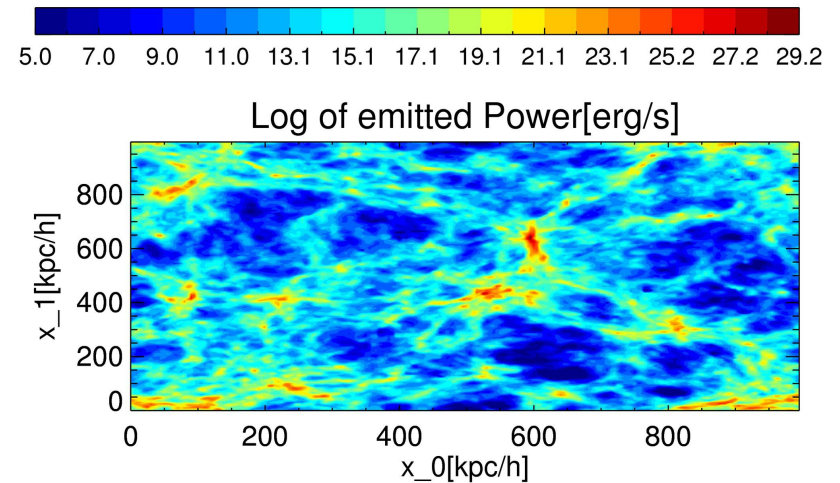 5.0 7.0 9.0 11.0 13.1 15.1 17.1 19.1 21.1 23.1 25.2 27.2 29.2
Log of emitted Power[erg/s]
800
600
400
200
0
x_1[kpc/h]
0 200 400 600 800
x_0[kpc/h]